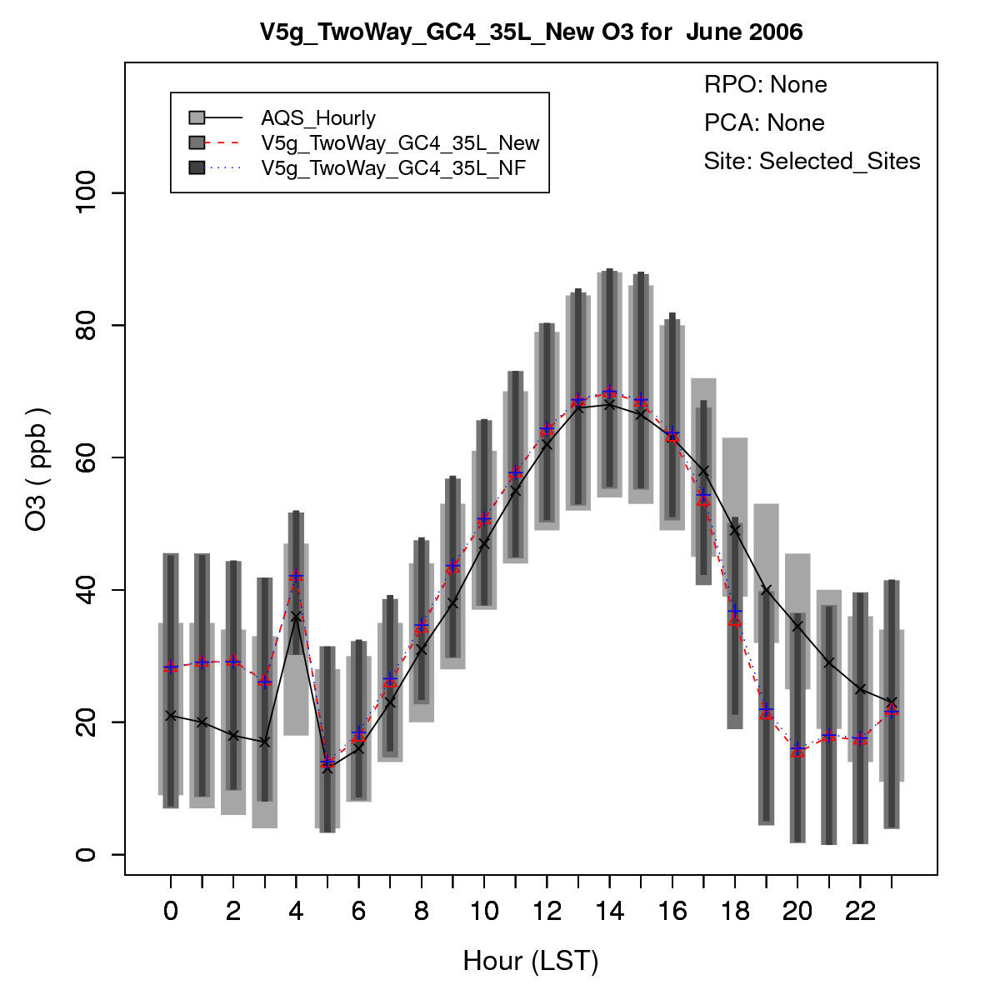 V5g_TwoWay_GC4_35L_New O3 for  June 2006
RPO: None
PCA: None
Site: Selected_Sites
AQS_Hourly
V5g_TwoWay_GC4_35L_New
V5g_TwoWay_GC4_35L_NF
O3 ( ppb )
100
80
60
40
20
0
0 2 4 6 8 10 12 14 16 18 20 22
Hour (LST)